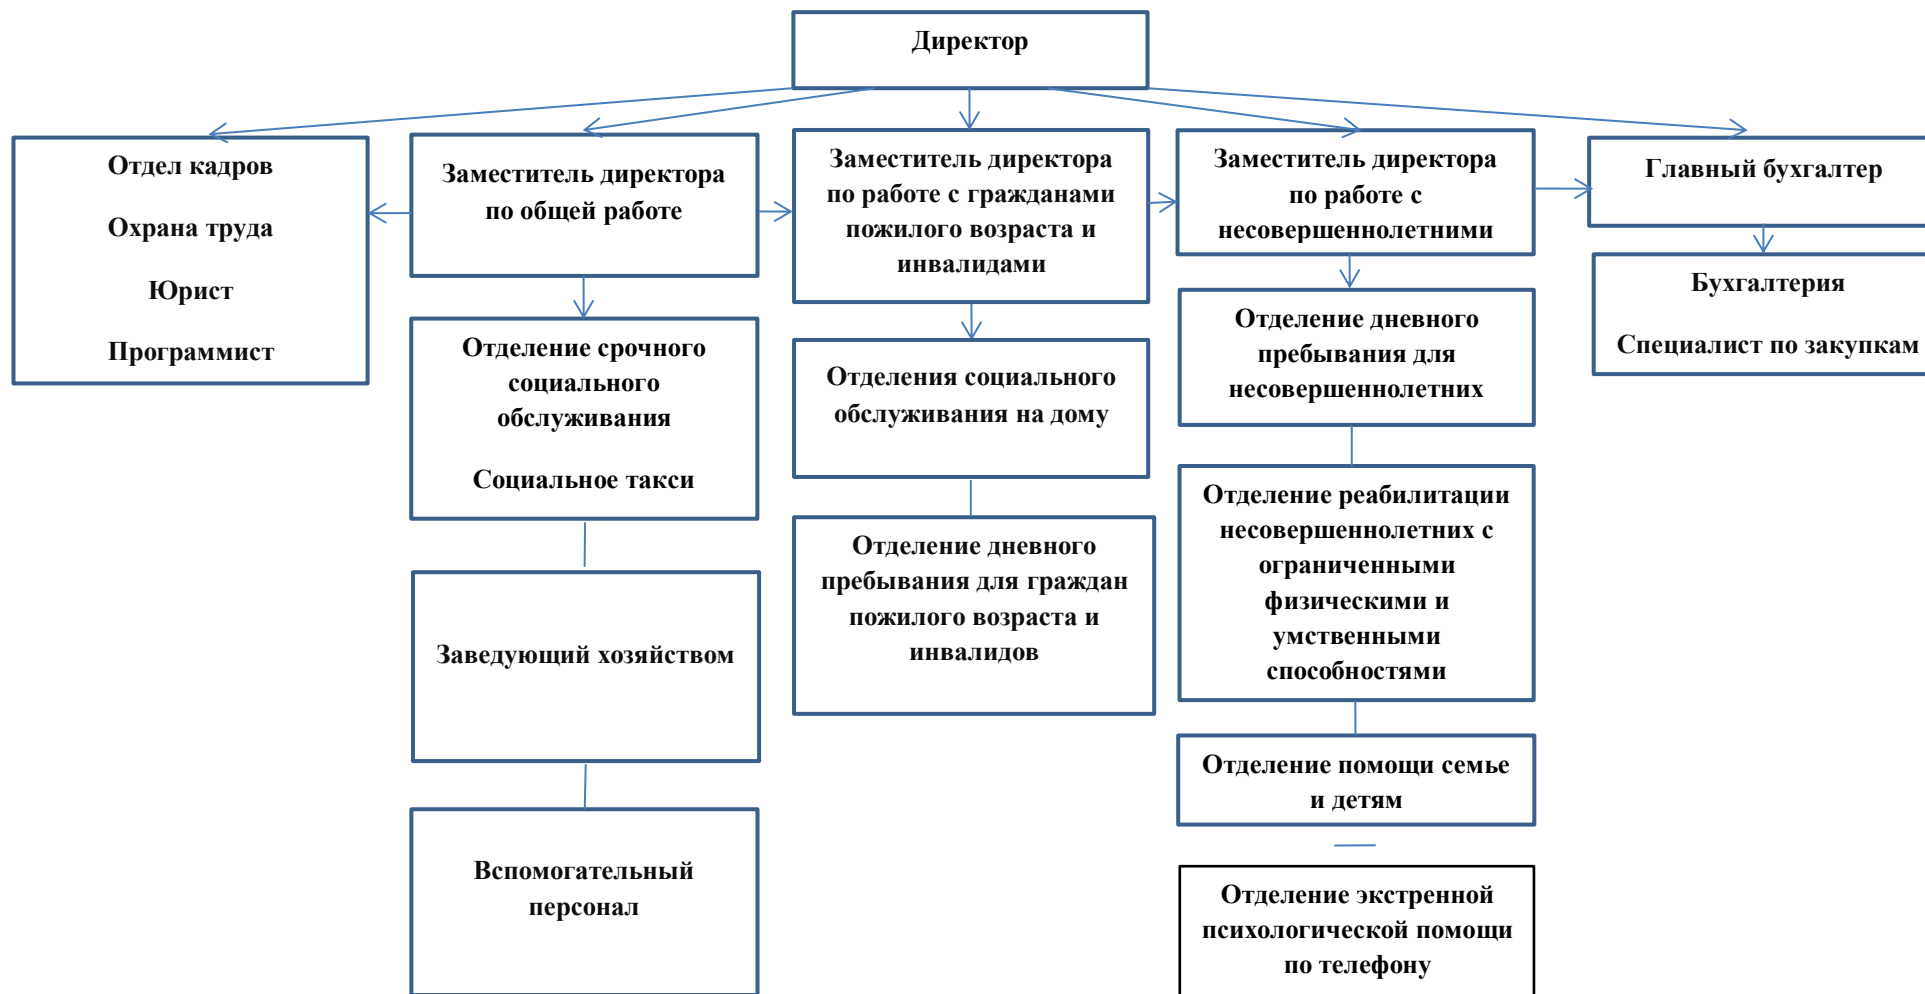 Директор
Отдел кадров
Охрана труда
Юрист
Программист
Заместитель директора
по общей работе
Заместитель директора
по работе с гражданами
пожилого возраста и
инвалидами
Заместитель директора
по работе с
несовершеннолетними
Главный бухгалтер
Бухгалтерия
Специалист по закупкам
Отделение срочного
социального
обслуживания
Социальное такси
Отделения социального
обслуживания на дому
Отделение дневного
пребывания для
несовершеннолетних
Заведующий хозяйством
Отделение дневного
пребывания для граждан
пожилого возраста и
инвалидов
Отделение реабилитации
несовершеннолетних с
ограниченными
физическими и
умственными
способностями
Отделение помощи семье
и детям
Вспомогательный
персонал
Отделение экстренной
психологической помощи
по телефону